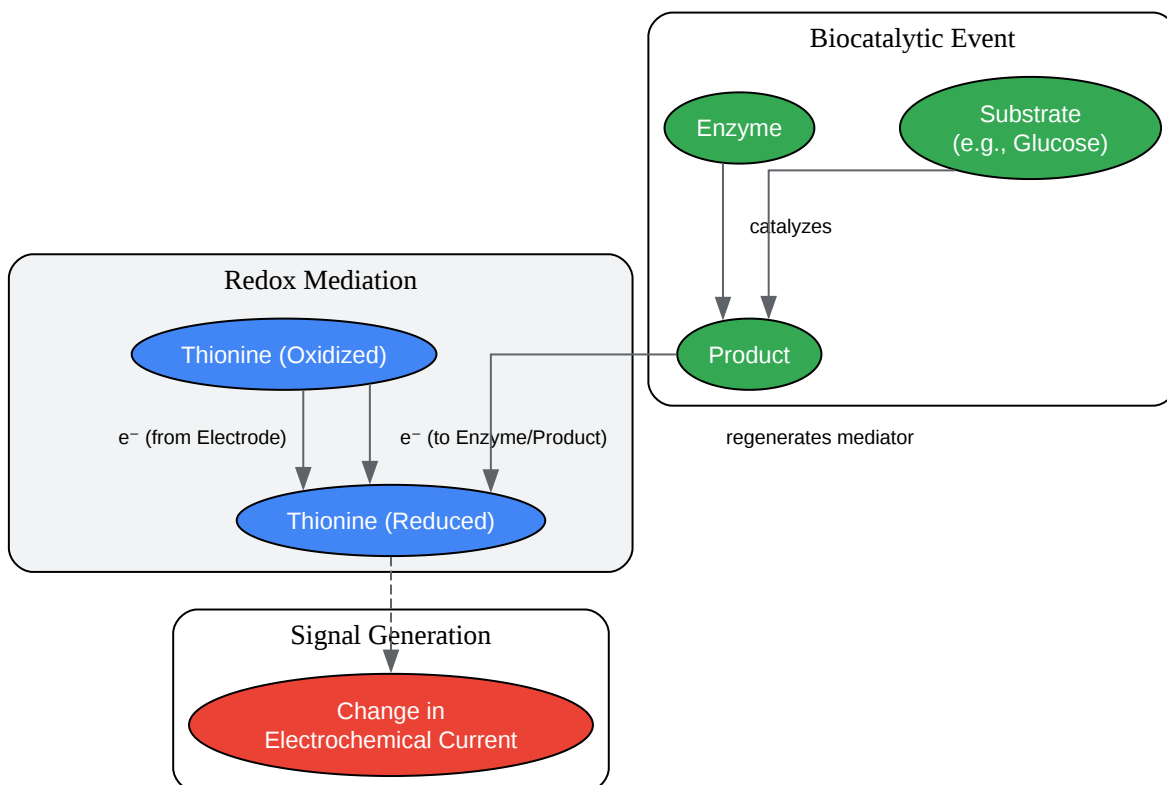 Biocatalytic Event
Enzyme
Substrate
(e.g., Glucose)
catalyzes
Redox Mediation
Thionine (Oxidized)
Product
e⁻ (from Electrode)
e⁻ (to Enzyme/Product)
regenerates mediator
Thionine (Reduced)
Signal Generation
Change in
Electrochemical Current